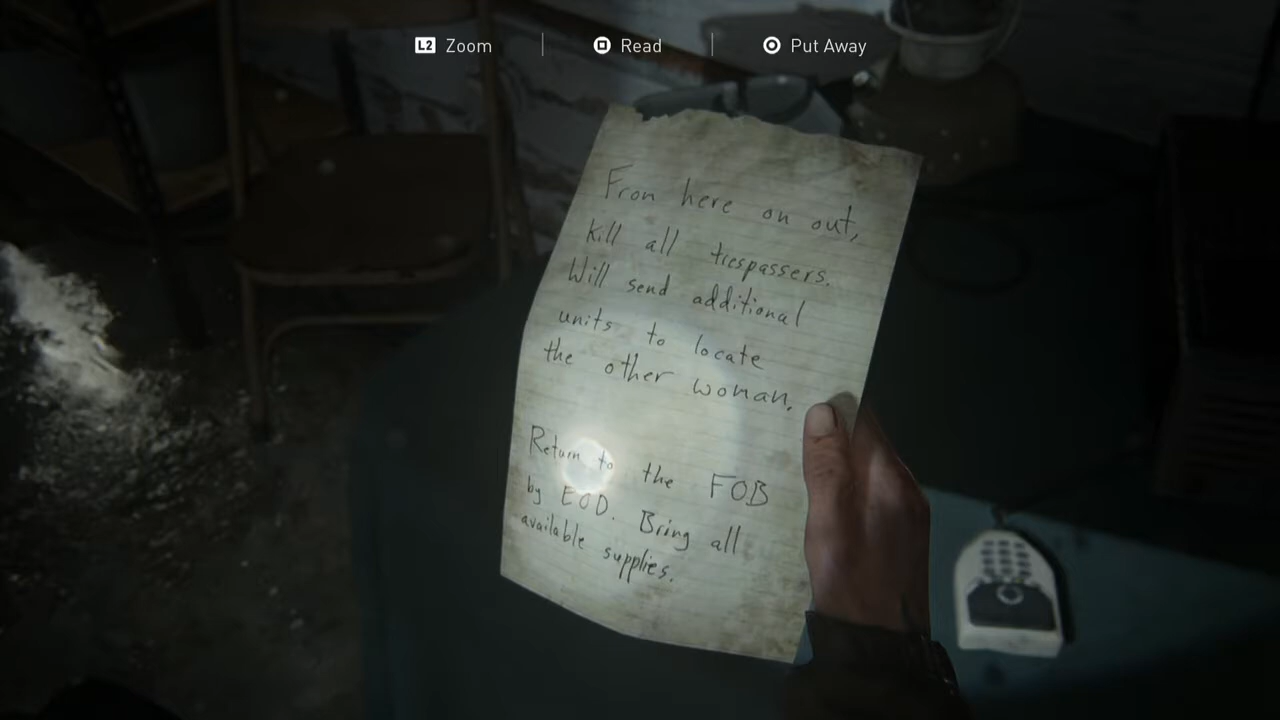 L2 Zoom
Read
Put Away
From here on out,
kill all trespassers.
Will send additional
units to locate
the other woman.
Return to the FOB
by EOD. Bring all
available supplies.